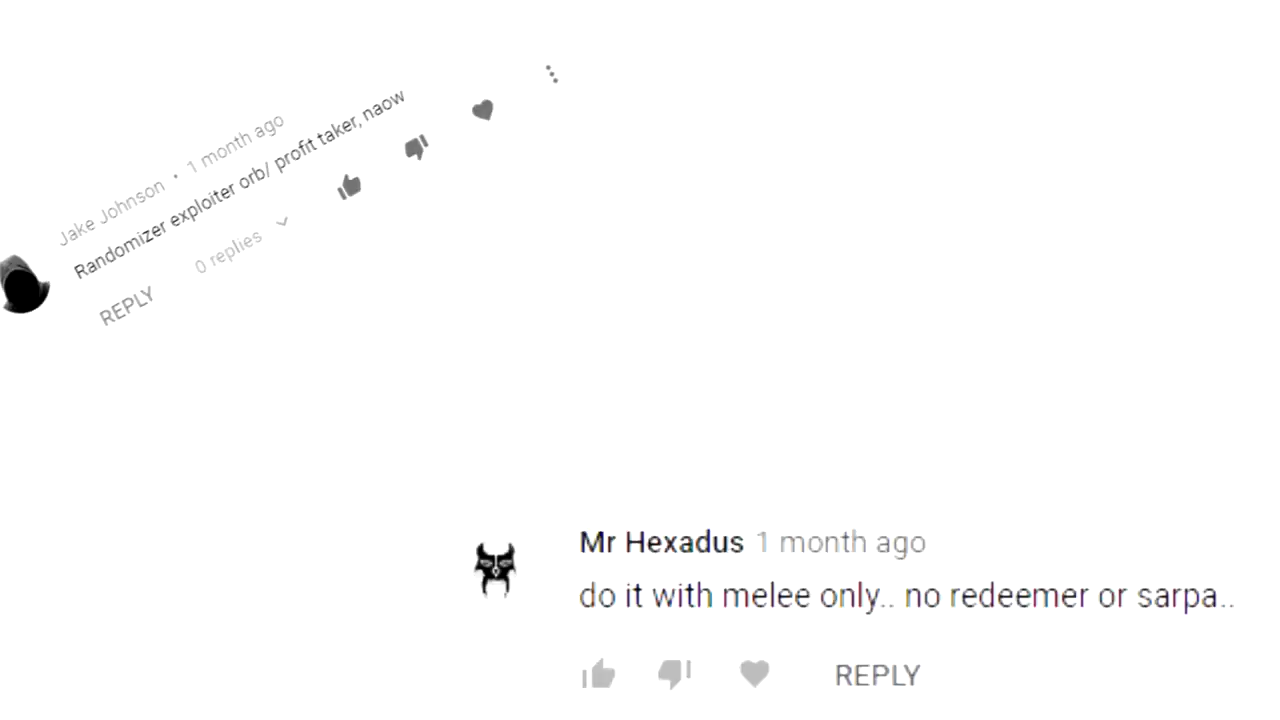 Jake Johnson • 1 month ago
Randomizer exploiter orb/ profit taker, naow
0 replies
REPLY
Mr Hexadus 1 month ago
do it with melee only.. no redeemer or sarpa..
REPLY